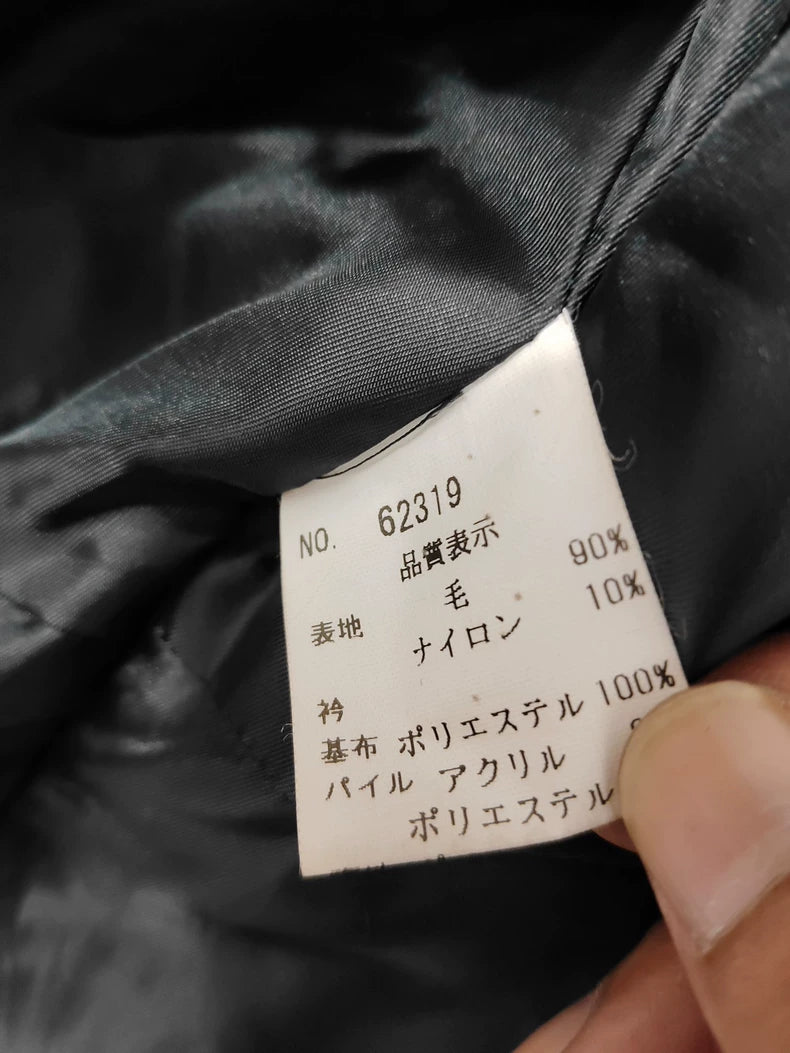 NO. 62319
品質表示
表地 毛 90%
ナイロン 10%
衿
基布 ポリエステル 100%
パイル アクリル
ポリエステル